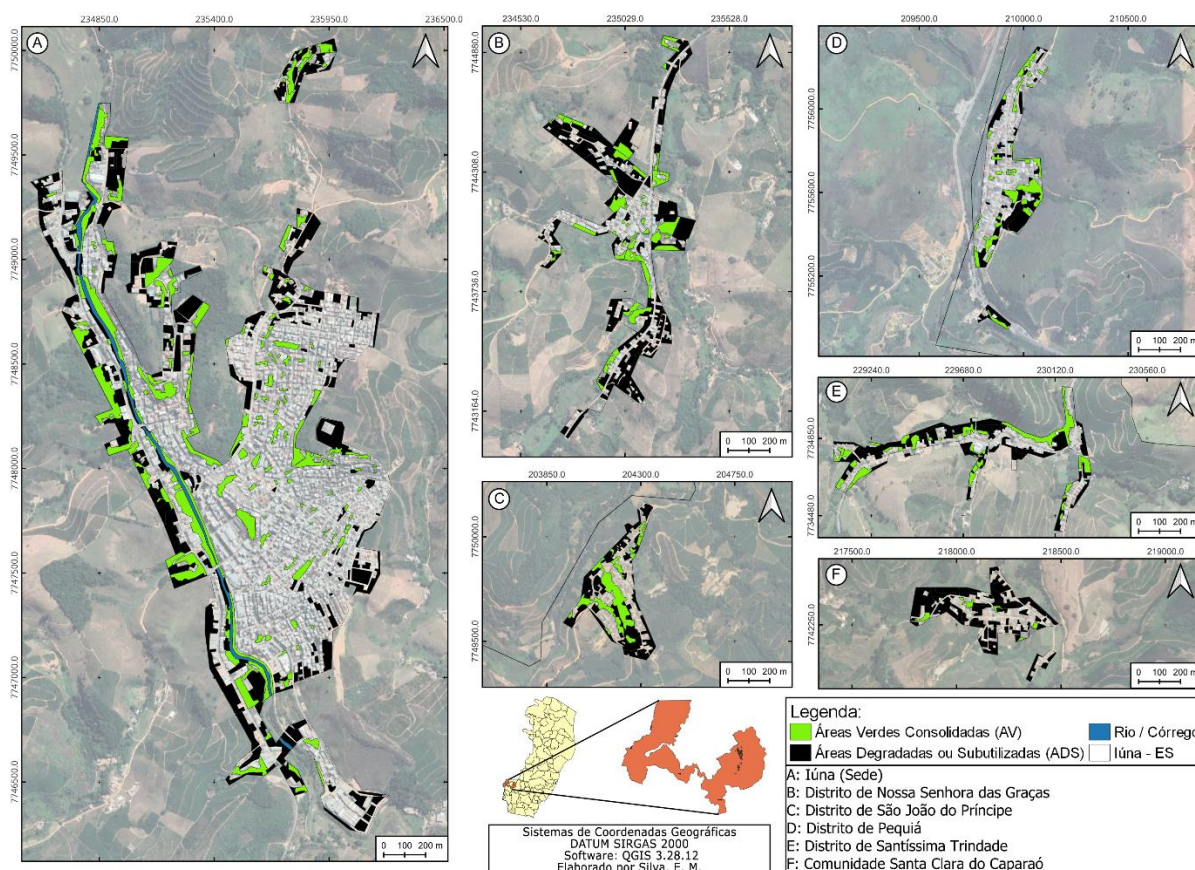 A
234850.0 235400.0 235950.0 236500.0
7750000.0
7749500.0
7749000.0
7748500.0
7748000.0
7747500.0
7747000.0
7746500.0
0 100 200 m
B
234530.0 235029.0 235528.0
7744880.0
7744308.0
7743736.0
7743164.0
0 100 200 m
C
203850.0 204300.0 204750.0
7750000.0
7749500.0
0 100 200 m
D
209500.0 210000.0 210500.0
7756000.0
7755600.0
7755200.0
0 100 200 m
E
229240.0 229680.0 230120.0 230560.0
7734850.0
7734480.0
0 100 200 m
F
217500.0 218000.0 218500.0 219000.0
7742250.0
0 100 200 m
Sistemas de Coordenadas Geográficas
DATUM SIRGAS 2000
Software: QGIS 3.28.12
Elaborado por Silva, E. M.
Legenda:
Áreas Verdes Consolidadas (AV) Rio / Córrego
Áreas Degradadas ou Subutilizadas (ADS) Iúna - ES
A: Iúna (Sede)
B: Distrito de Nossa Senhora das Graças
C: Distrito de São João do Príncipe
D: Distrito de Pequiá
E: Distrito de Santíssima Trindade
F: Comunidade Santa Clara do Caparaó